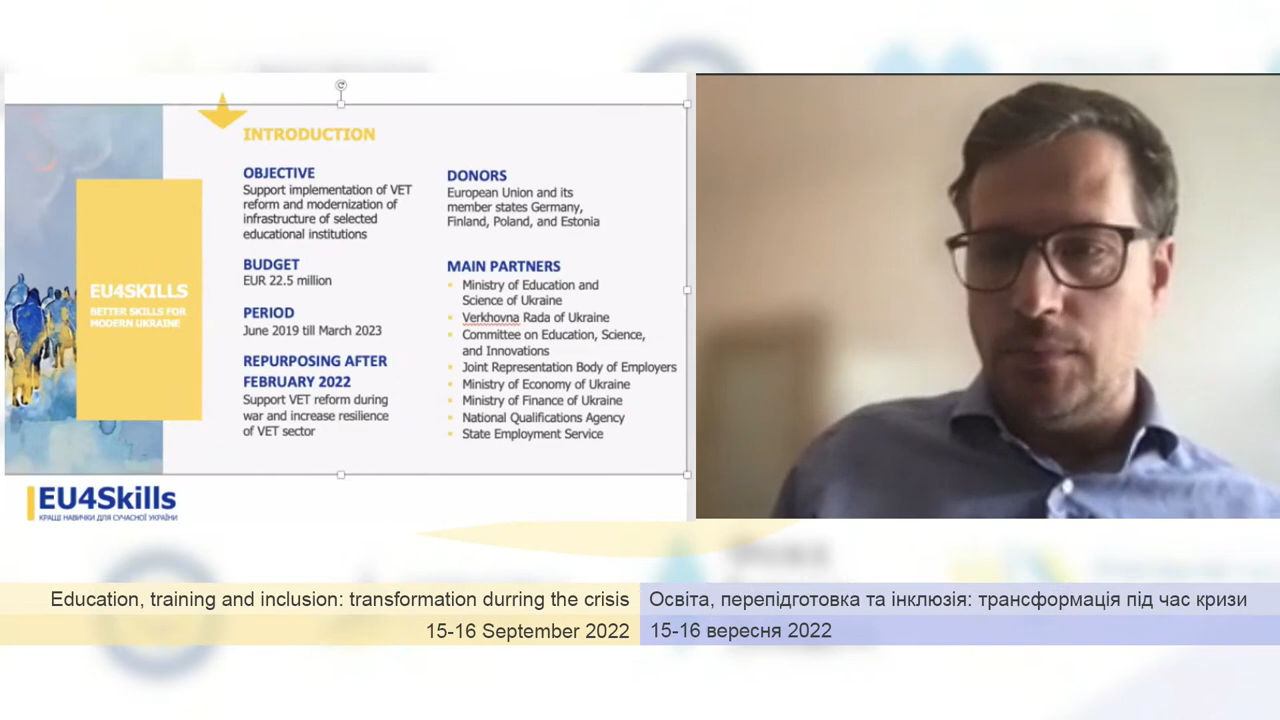 INTRODUCTION
OBJECTIVE
Support implementation of VET
reform and modernization of
infrastructure of selected
educational institutions
BUDGET
EUR 22.5 million
PERIOD
June 2019 till March 2023
REPURPOSING AFTER
FEBRUARY 2022
Support VET reform during
war and increase resilience
of VET sector
DONORS
European Union and its
member states Germany,
Finland, Poland, and Estonia
MAIN PARTNERS
Ministry of Education and
Science of Ukraine
Verkhovna Rada of Ukraine
Committee on Education, Science,
and Innovations
Joint Representation Body of Employers
Ministry of Economy of Ukraine
Ministry of Finance of Ukraine
National Qualifications Agency
State Employment Service
EU4SKILLS
BETTER SKILLS FOR
MODERN UKRAINE
EU4Skills
КРАЩІ НАВИЧКИ ДЛЯ СУЧАСНОЇ УКРАЇНИ
Education, training and inclusion: transformation durring the crisis
15-16 September 2022
Освіта, перепідготовка та інклюзія: трансформація під час кризи
15-16 вересня 2022